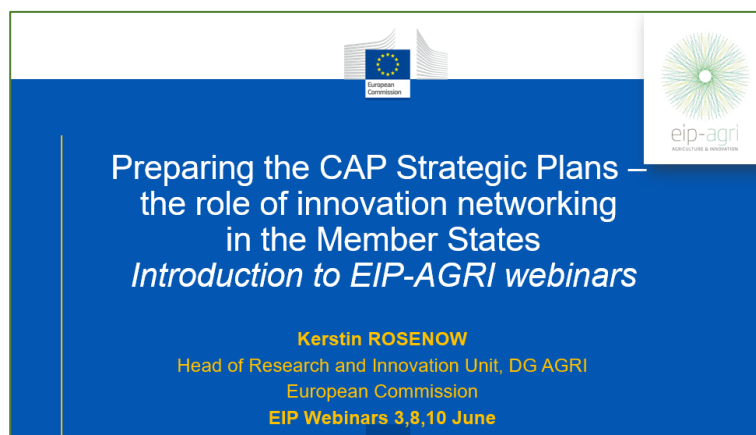 European
Commission
eip-agri
AGRICULTURE & INNOVATION
Preparing the CAP Strategic Plans –
the role of innovation networking
in the Member States
Introduction to EIP-AGRI webinars
Kerstin ROSENOW
Head of Research and Innovation Unit, DG AGRI
European Commission
EIP Webinars 3,8,10 June